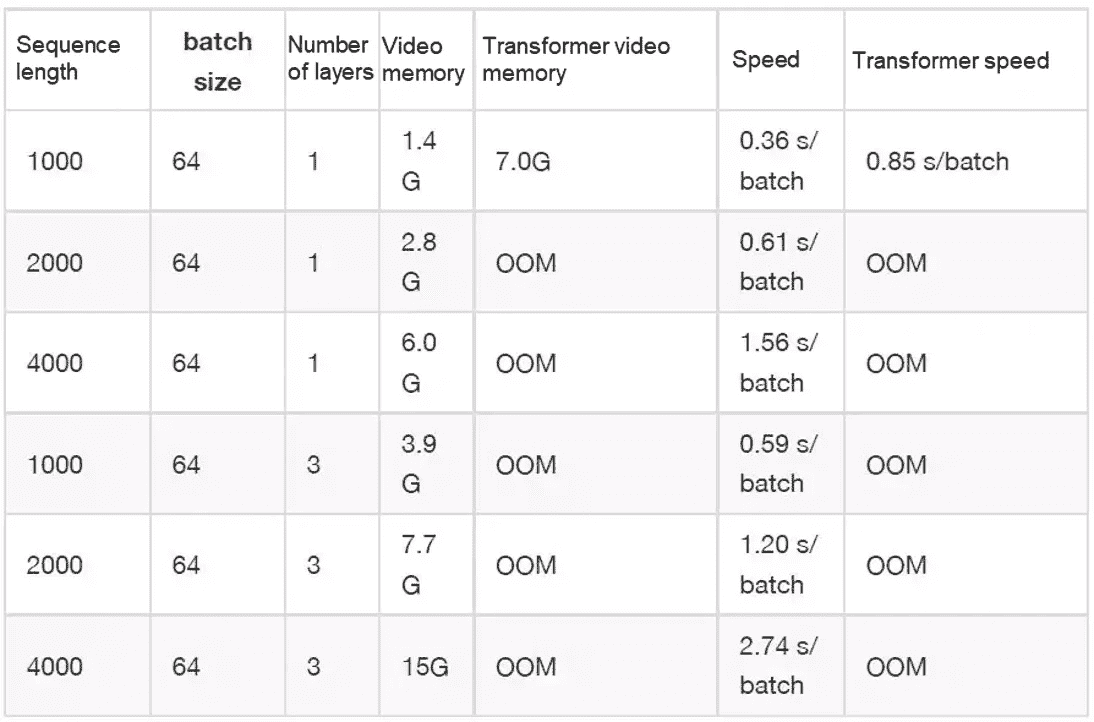 Sequence length
batch size
Number of layers
Video memory
Transformer video memory
Speed
Transformer speed
1000
64
1
1.4 G
7.0G
0.36 s/ batch
0.85 s/batch
2000
64
1
2.8 G
OOM
0.61 s/ batch
OOM
4000
64
1
6.0 G
OOM
1.56 s/ batch
OOM
1000
64
3
3.9 G
OOM
0.59 s/ batch
OOM
2000
64
3
7.7 G
OOM
1.20 s/ batch
OOM
4000
64
3
15G
OOM
2.74 s/ batch
OOM